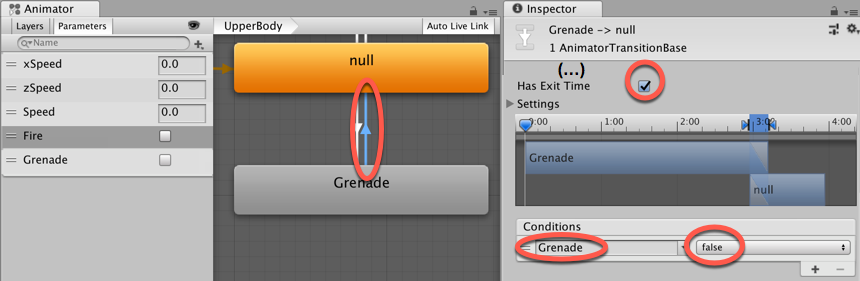 Animator
Layers
Parameters
Name
xSpeed
0.0
zSpeed
0.0
Speed
0.0
Fire
Grenade
UpperBody
Auto Live Link
null
Grenade
Inspector
Grenade -> null
1 AnimatorTransitionBase
(...)
Has Exit Time
Settings
0:00
1:00
2:00
3:00
4:00
Grenade
null
Conditions
Grenade
false